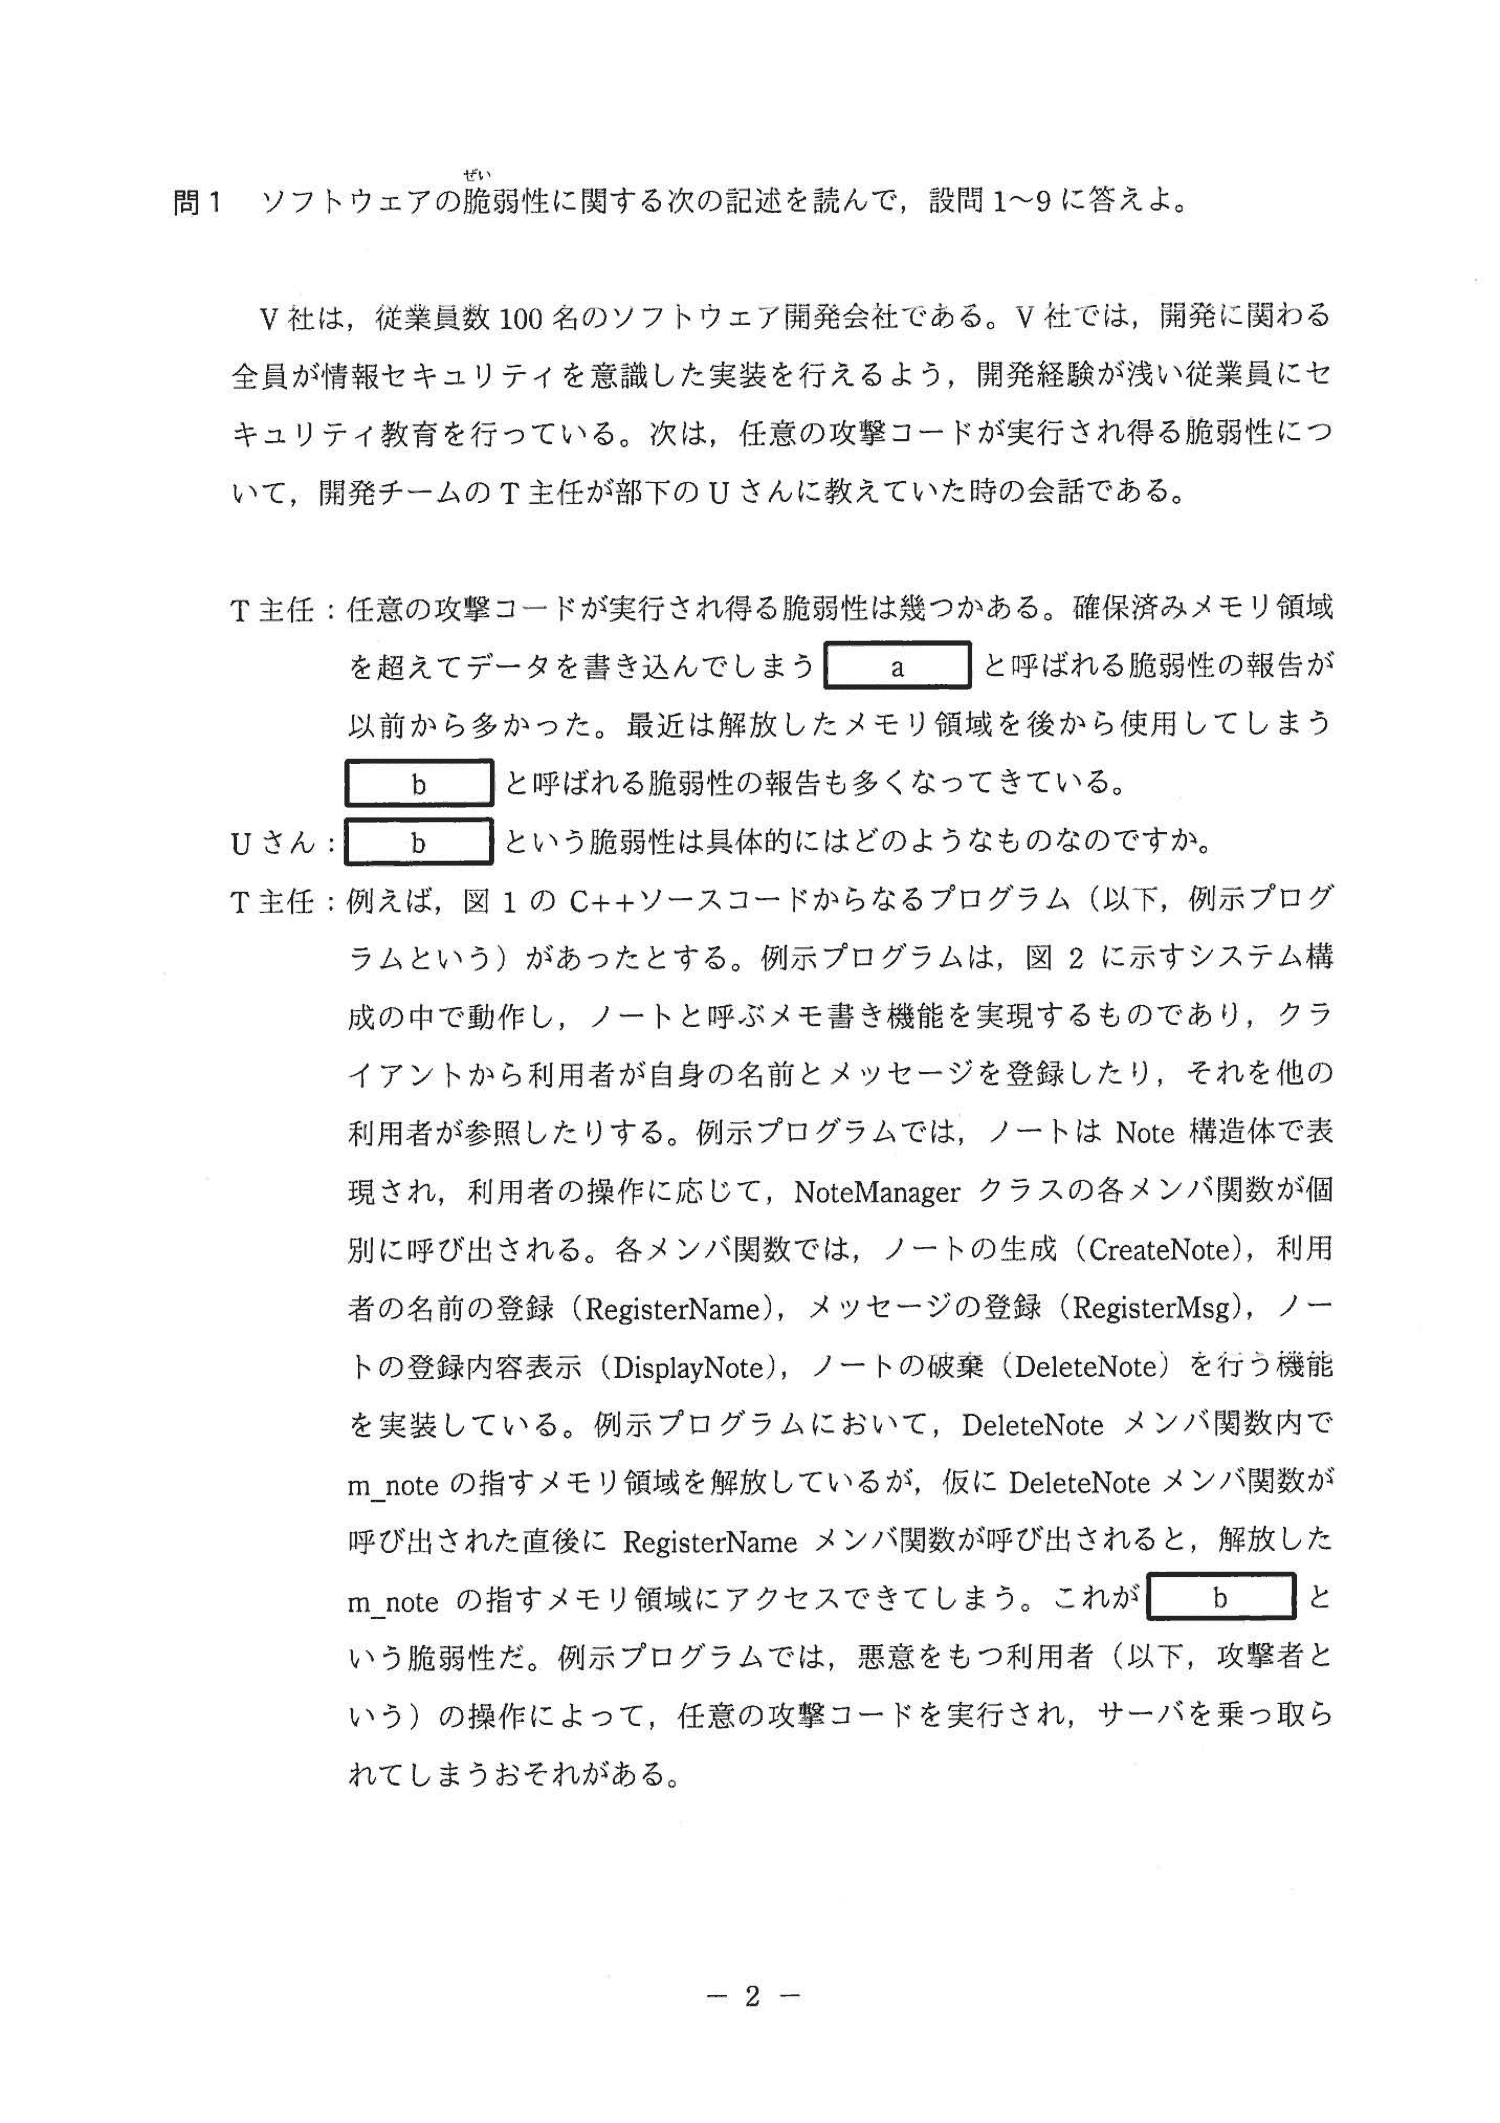 ぜい
問1 ソフトウェアの脆弱性に関する次の記述を読んで，設問1～9に答えよ。
V社は，従業員数100名のソフトウェア開発会社である。V社では，開発に関わる
全員が情報セキュリティを意識した実装を行えるよう，開発経験が浅い従業員にセ
キュリティ教育を行っている。次は，任意の攻撃コードが実行され得る脆弱性につ
いて，開発チームのT主任が部下のUさんに教えていた時の会話である。
T主任：任意の攻撃コードが実行され得る脆弱性は幾つかある。確保済みメモリ領域
を超えてデータを書き込んでしまう a と呼ばれる脆弱性の報告が
以前から多かった。最近は解放したメモリ領域を後から使用してしまう
b と呼ばれる脆弱性の報告も多くなってきている。
Uさん： b という脆弱性は具体的にはどのようなものなのですか。
T主任：例えば，図1のC++ソースコードからなるプログラム（以下，例示プログ
ラムという）があったとする。例示プログラムは，図2に示すシステム構
成の中で動作し，ノートと呼ぶメモ書き機能を実現するものであり，クラ
イアントから利用者が自身の名前とメッセージを登録したり，それを他の
利用者が参照したりする。例示プログラムでは，ノートはNote構造体で表
現され，利用者の操作に応じて，NoteManagerクラスの各メンバ関数が個
別に呼び出される。各メンバ関数では，ノートの生成（CreateNote），利用
者の名前の登録（RegisterName），メッセージの登録（RegisterMsg），ノー
トの登録内容表示（DisplayNote），ノートの破棄（DeleteNote）を行う機能
を実装している。例示プログラムにおいて，DeleteNoteメンバ関数内で
m_noteの指すメモリ領域を解放しているが，仮にDeleteNoteメンバ関数が
呼び出された直後にRegisterNameメンバ関数が呼び出されると，解放した
m_noteの指すメモリ領域にアクセスできてしまう。これが b と
いう脆弱性だ。例示プログラムでは，悪意をもつ利用者（以下，攻撃者と
いう）の操作によって，任意の攻撃コードを実行され，サーバを乗っ取ら
れてしまうおそれがある。
－ 2 －